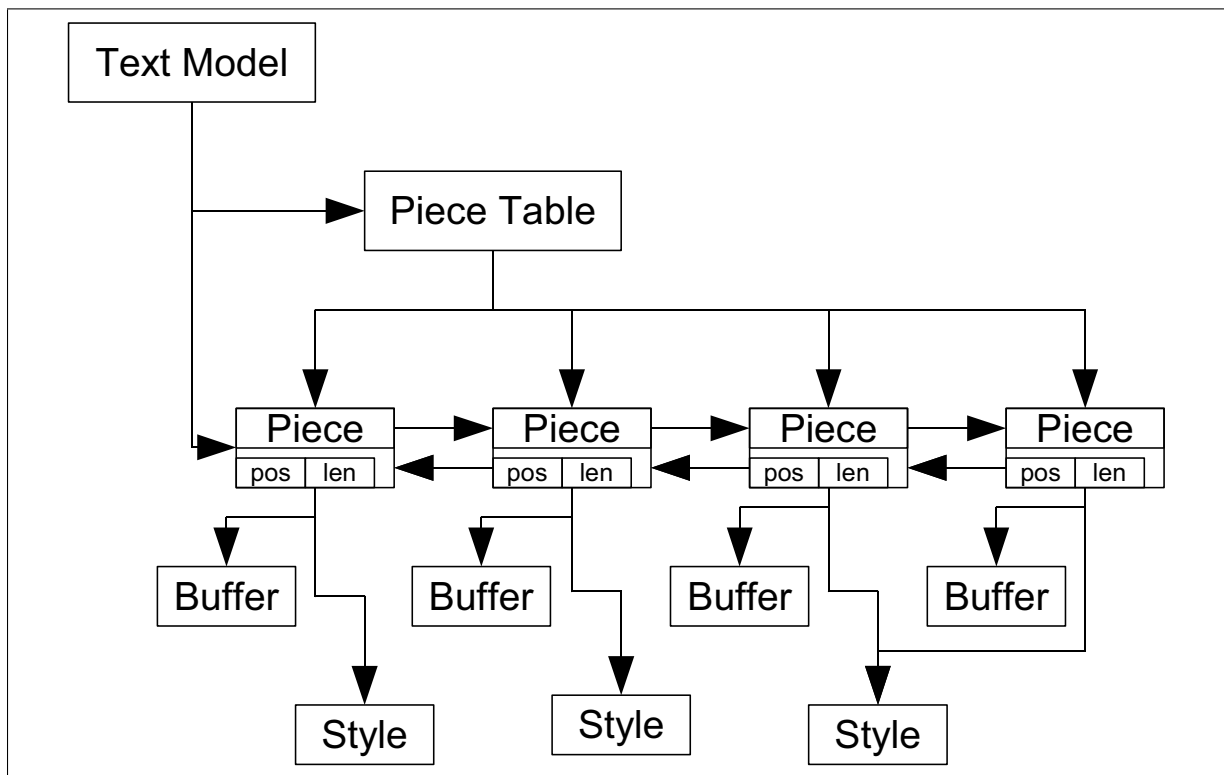 Text Model
Piece Table
Piece Piece Piece Piece
pos len pos len pos len pos len
Buffer Buffer Buffer Buffer
Style Style Style